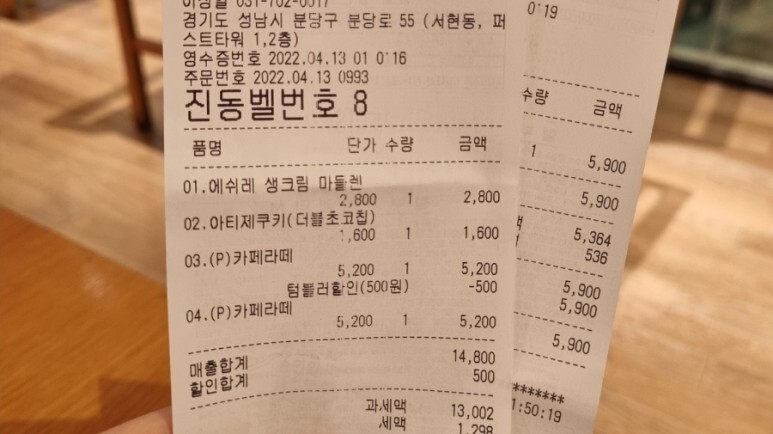 031-702-0017
경기도 성남시 분당구 분당로 55 (서현동, 퍼
스트타워 1,2층)
영수증번호 2022.04.13 01 0016
주문번호 2022.04.13 0993
진동벨번호 8
품명 단가 수량 금액
01.에쉬레 생크림 마들렌
2,800 1 2,800
02.아티제쿠키(더블초코칩)
1,600 1 1,600
03.(P)카페라떼
5,200 1 5,200
텀블러할인(500원) -500
04.(P)카페라떼
5,200 1 5,200
매출합계 14,800
할인합계 500
과세액 13,002
세액 1,298
수량 금액
1 5,900
5,900
5,364
536
5,900
5,900
5,900
*******
1:50:19